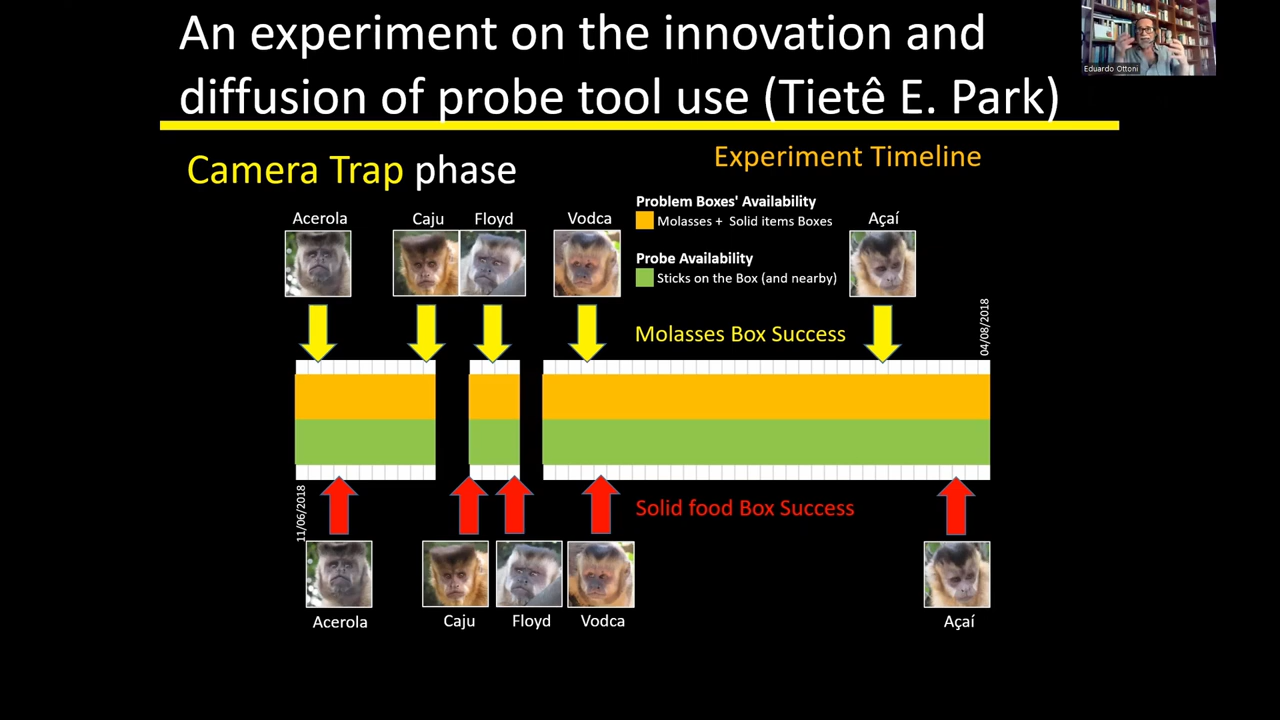 An experiment on the innovation and
diffusion of probe tool use (Tietê E. Park)
Eduardo Ottoni
Camera Trap phase
Experiment Timeline
Problem Boxes' Availability
Molasses + Solid items Boxes
Probe Availability
Sticks on the Box (and nearby)
Acerola
Caju
Floyd
Vodca
Açaí
Molasses Box Success
04/08/2018
11/06/2018
Solid food Box Success
Acerola
Caju
Floyd
Vodca
Açaí